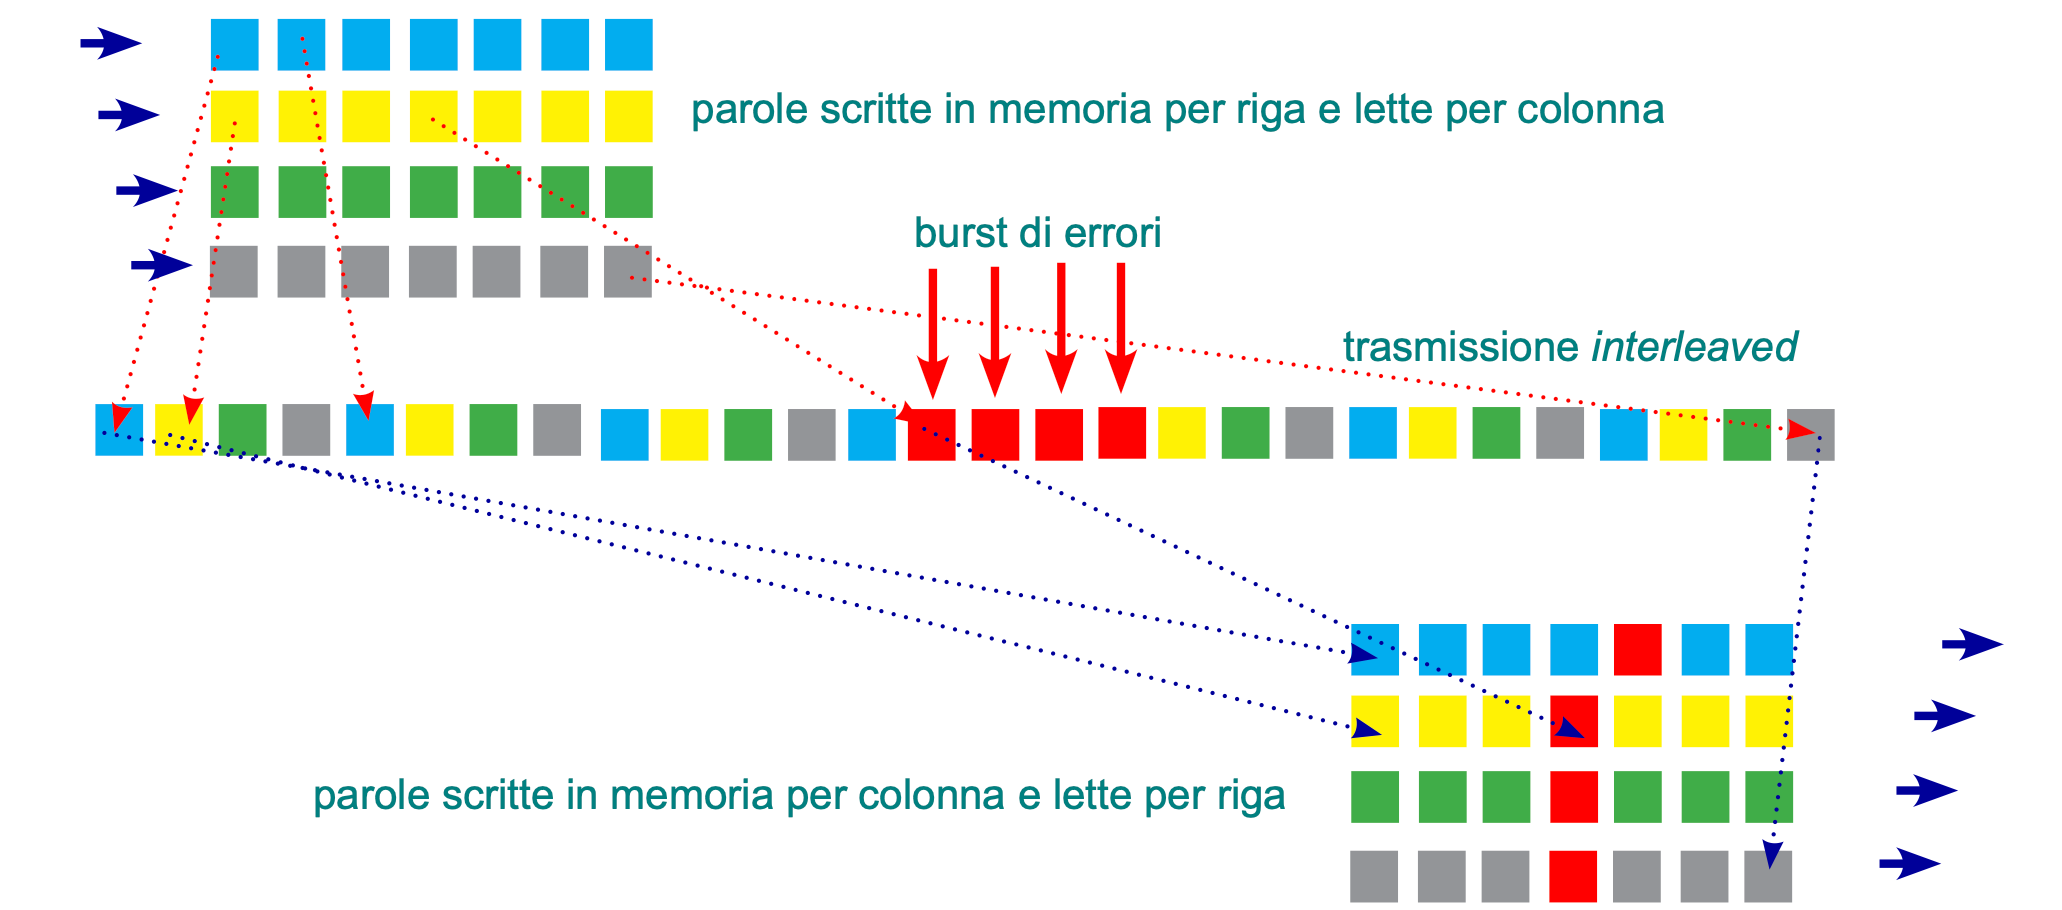 parole scritte in memoria per riga e lette per colonna
burst di errori
trasmissione interleaved
parole scritte in memoria per colonna e lette per riga